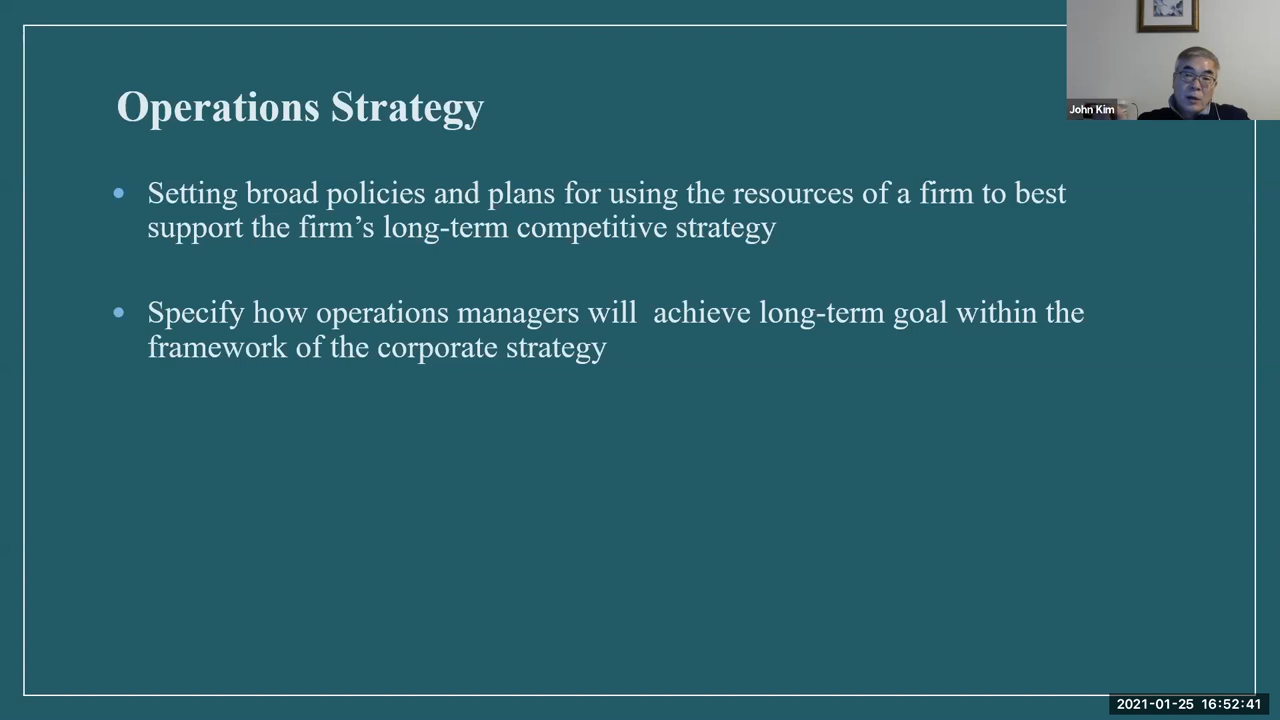 Operations Strategy
• Setting broad policies and plans for using the resources of a firm to best
support the firm’s long-term competitive strategy
• Specify how operations managers will  achieve long-term goal within the
framework of the corporate strategy
John Kim
2021-01-25 16:52:41